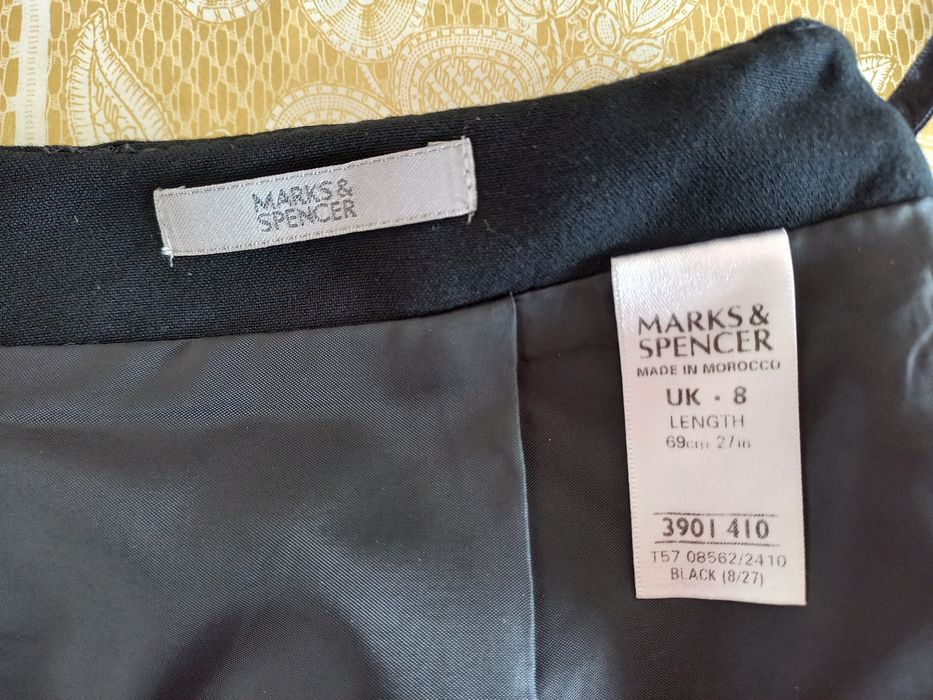 MARKS &
SPENCER
MARKS &
SPENCER
MADE IN MOROCCO
UK · 8
LENGTH
69cm 27in
3901 410
T57 08562/2410
BLACK (8/27)